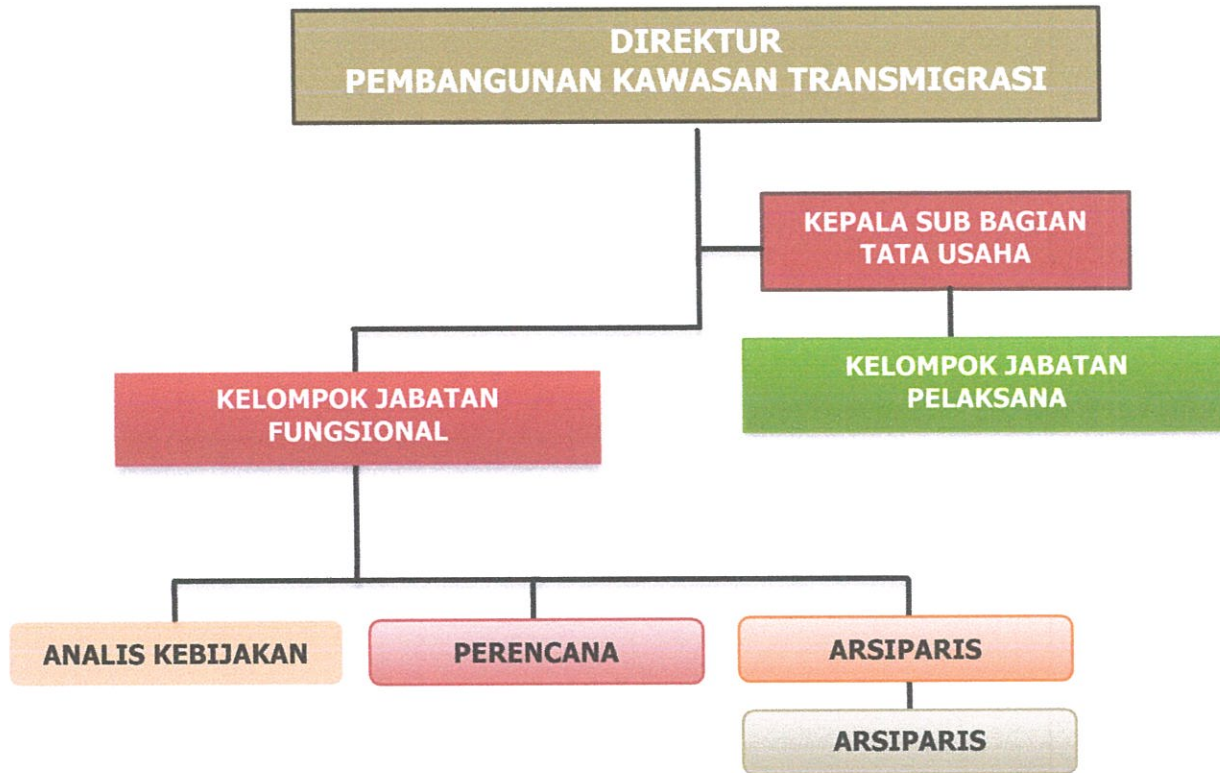 DIREKTUR
PEMBANGUNAN KAWASAN TRANSMIGRASI
KEPALA SUB BAGIAN
TATA USAHA
KELOMPOK JABATAN
PELAKSANA
KELOMPOK JABATAN
FUNGSIONAL
ANALIS KEBIJAKAN
PERENCANA
ARSIPARIS
ARSIPARIS